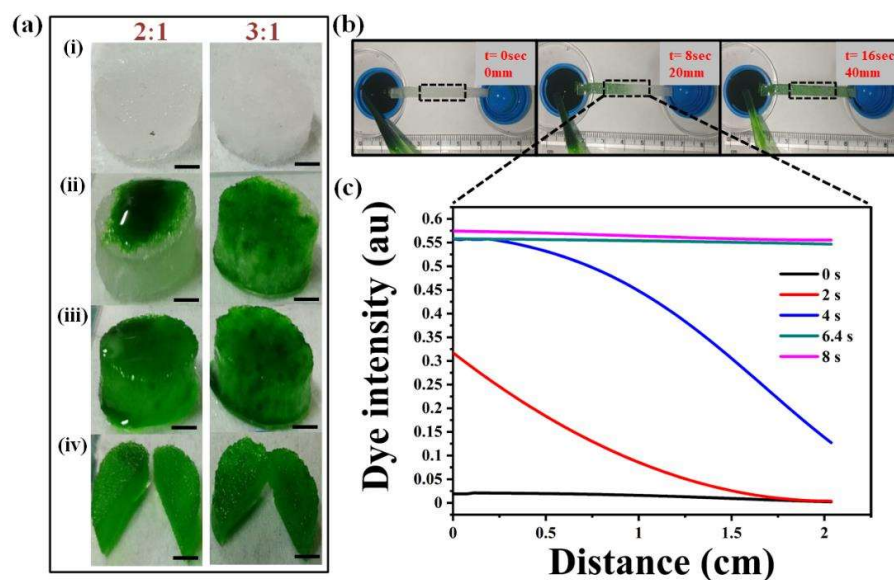 (a)
2:1
3:1
(i)
(ii)
(iii)
(iv)
(b)
t= 0sec
0mm
t= 8sec
20mm
t= 16sec
40mm
(c)
Dye intensity (au)
0.6
0.55
0.5
0.45
0.4
0.35
0.3
0.25
0.2
0.15
0.1
0.05
0
0 s
2 s
4 s
6.4 s
8 s
0
0.5
1
1.5
2
Distance (cm)